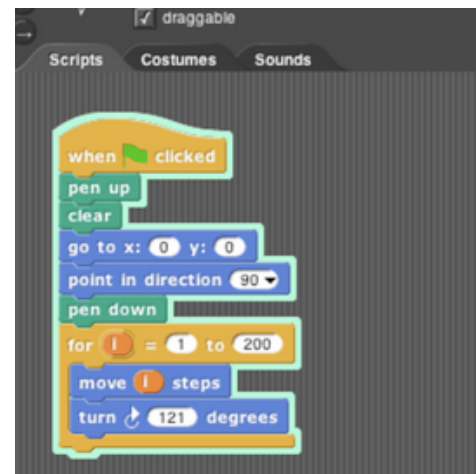 draggable
Scripts Costumes Sounds
when clicked
pen up
clear
go to x: 0 y: 0
point in direction 90
pen down
for i = 1 to 200
move i steps
turn 121 degrees